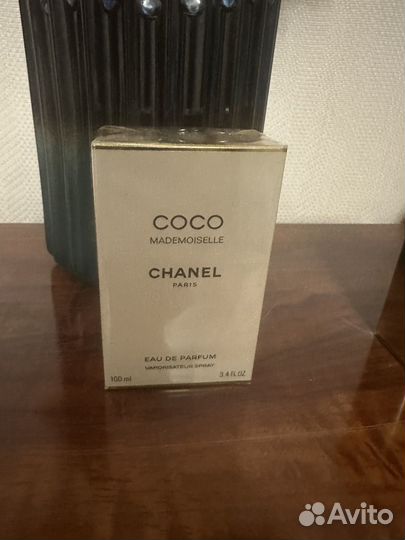 COCO
MADEMOISELLE
CHANEL
PARIS
EAU DE PARFUM
VAPORISATEUR SPRAY
100 ml 3.4 FL.OZ
Avito